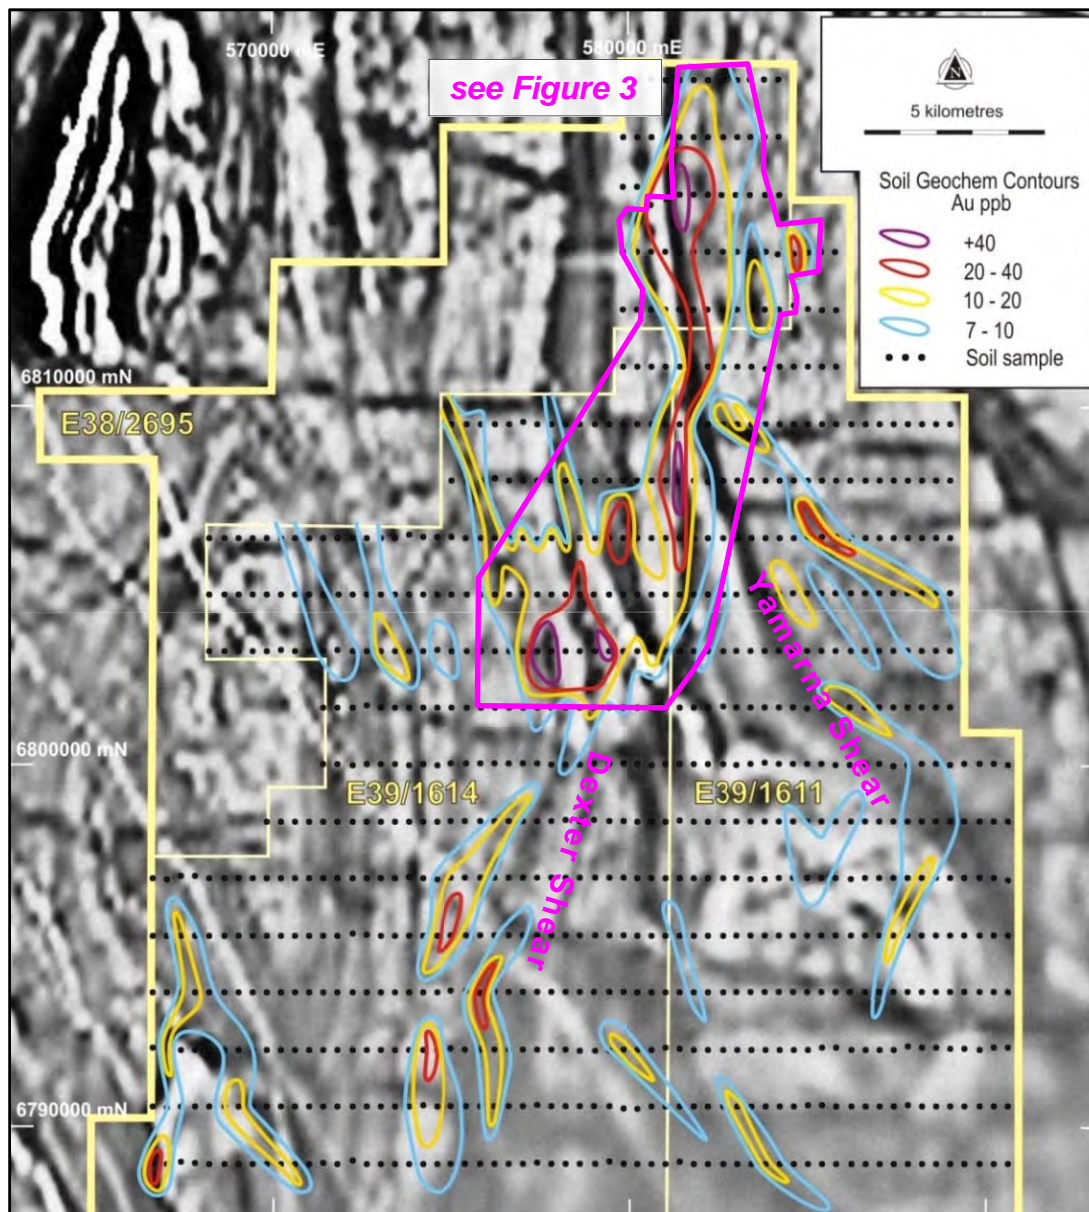 570000 mE
580000 mE
see Figure 3
N
5 kilometres
Soil Geochem Contours
Au ppb
+40
20 - 40
10 - 20
7 - 10
Soil sample
6810000 mN
E38/2695
Yamarna Shear
6800000 mN
E39/1614
E39/1611
Dexter Shear
6790000 mN